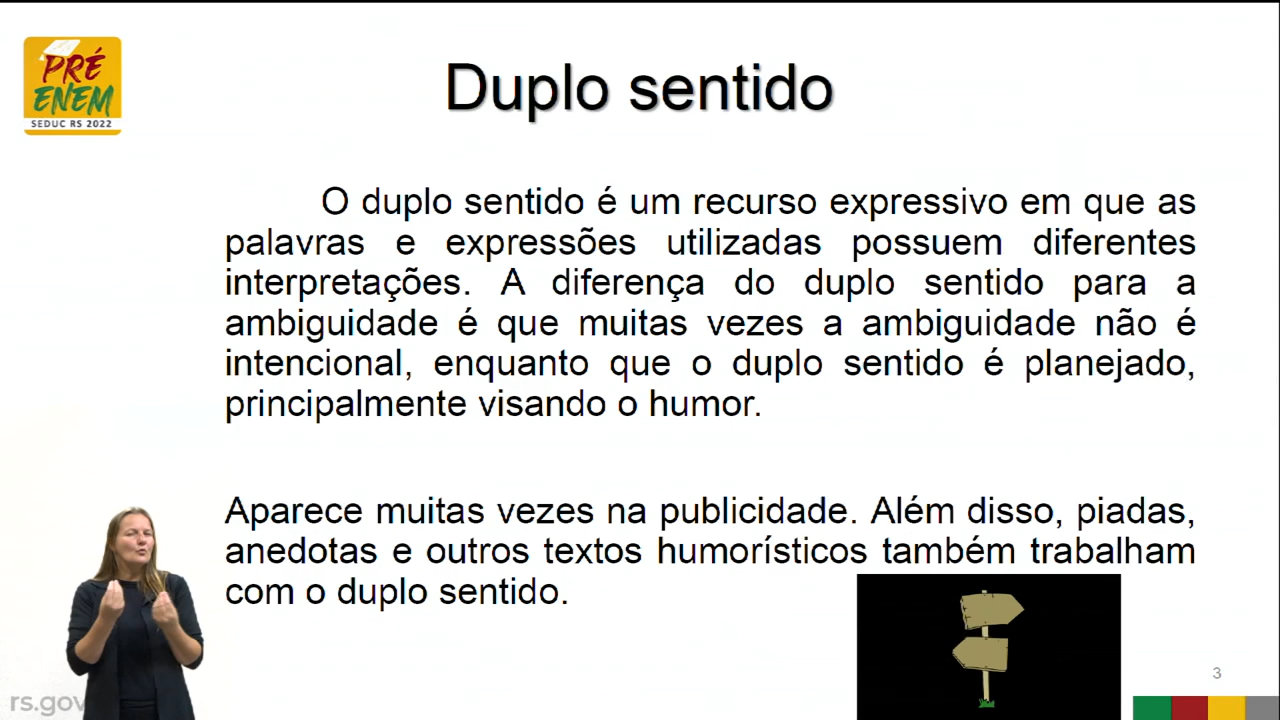 PRÉ
ENEM
SEDUC RS 2022
Duplo sentido
O duplo sentido é um recurso expressivo em que as
palavras e expressões utilizadas possuem diferentes
interpretações. A diferença do duplo sentido para a
ambiguidade é que muitas vezes a ambiguidade não é
intencional, enquanto que o duplo sentido é planejado,
principalmente visando o humor.
Aparece muitas vezes na publicidade. Além disso, piadas,
anedotas e outros textos humorísticos também trabalham
com o duplo sentido.
3
rs.gov